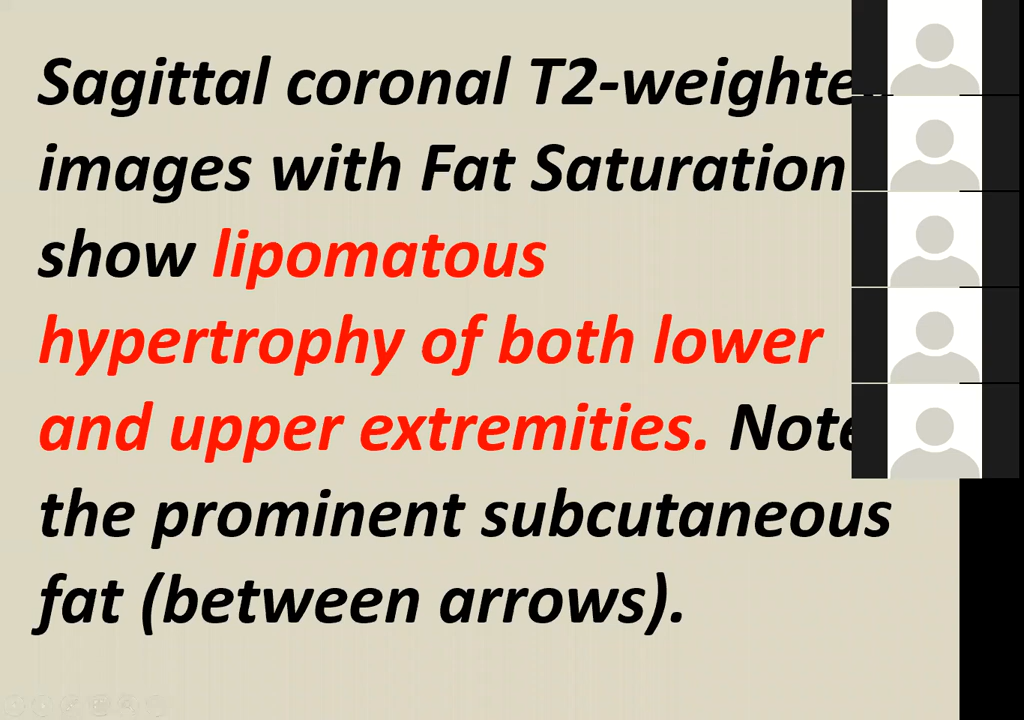 Sagittal coronal T2-weighte
images with Fat Saturation
show lipomatous
hypertrophy of both lower
and upper extremities. Note
the prominent subcutaneous
fat (between arrows).